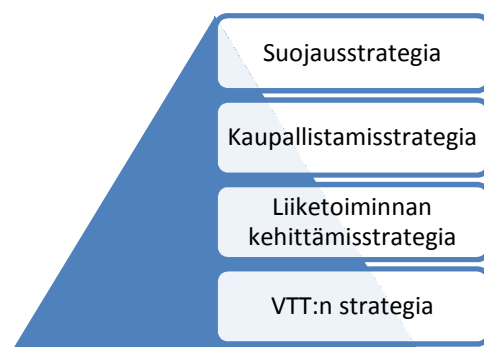 Suojausstrategia
Kaupallistamisstrategia
Liiketoiminnan
kehittämisstrategia
VTT:n strategia